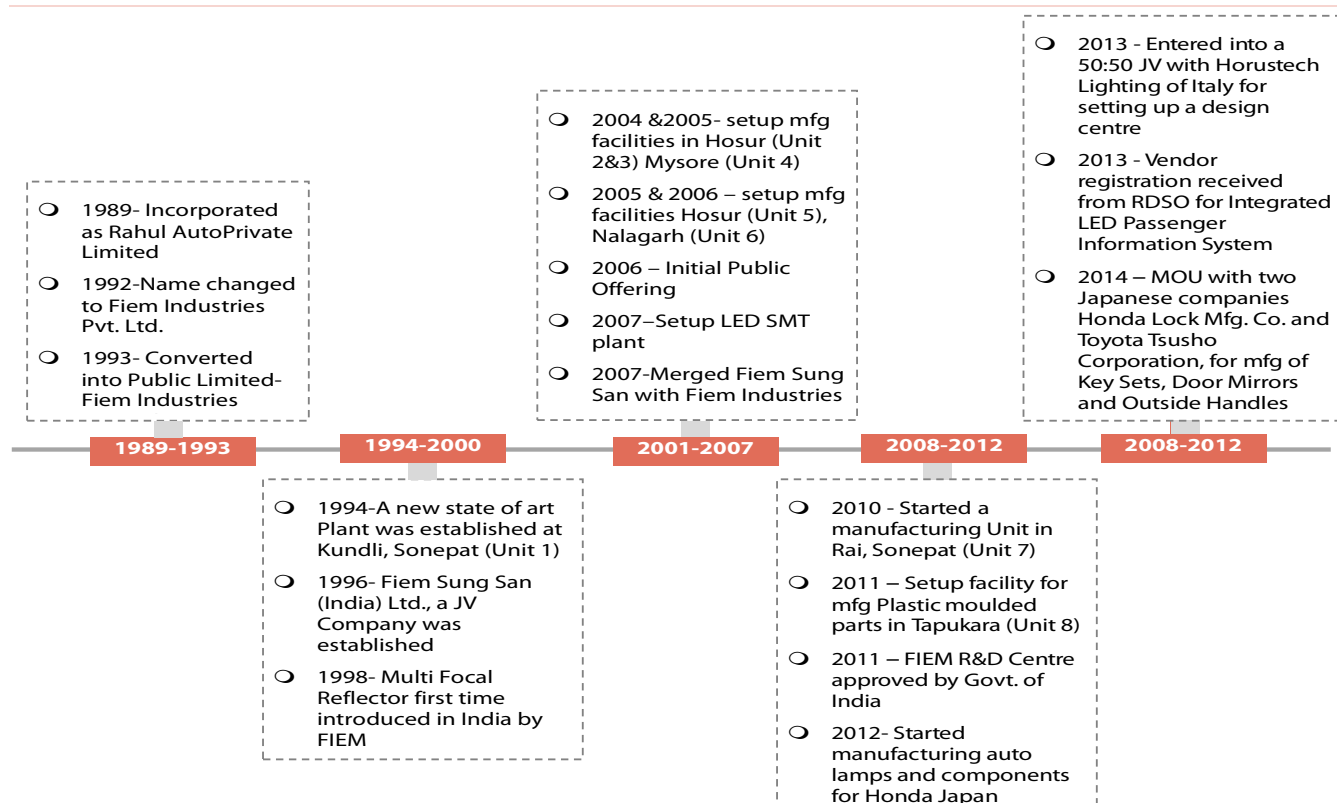 1989- Incorporated
as Rahul AutoPrivate
Limited
1992-Name changed
to Fiem Industries
Pvt. Ltd.
1993- Converted
into Public Limited-
Fiem Industries
1989-1993
1994-2000
1994-A new state of art
Plant was established at
Kundli, Sonepat (Unit 1)
1996- Fiem Sung San
(India) Ltd., a JV
Company was
established
1998- Multi Focal
Reflector first time
introduced in India by
FIEM
2004 &2005- setup mfg
facilities in Hosur (Unit
2&3) Mysore (Unit 4)
2005 & 2006 – setup mfg
facilities Hosur (Unit 5),
Nalagarh (Unit 6)
2006 – Initial Public
Offering
2007–Setup LED SMT
plant
2007-Merged Fiem Sung
San with Fiem Industries
2001-2007
2008-2012
2010 - Started a
manufacturing Unit in
Rai, Sonepat (Unit 7)
2011 – Setup facility for
mfg Plastic moulded
parts in Tapukara (Unit 8)
2011 – FIEM R&D Centre
approved by Govt. of
India
2012- Started
manufacturing auto
lamps and components
for Honda Japan
2013 - Entered into a
50:50 JV with Horustech
Lighting of Italy for
setting up a design
centre
2013 - Vendor
registration received
from RDSO for Integrated
LED Passenger
Information System
2014 – MOU with two
Japanese companies
Honda Lock Mfg. Co. and
Toyota Tsusho
Corporation, for mfg of
Key Sets, Door Mirrors
and Outside Handles
2008-2012